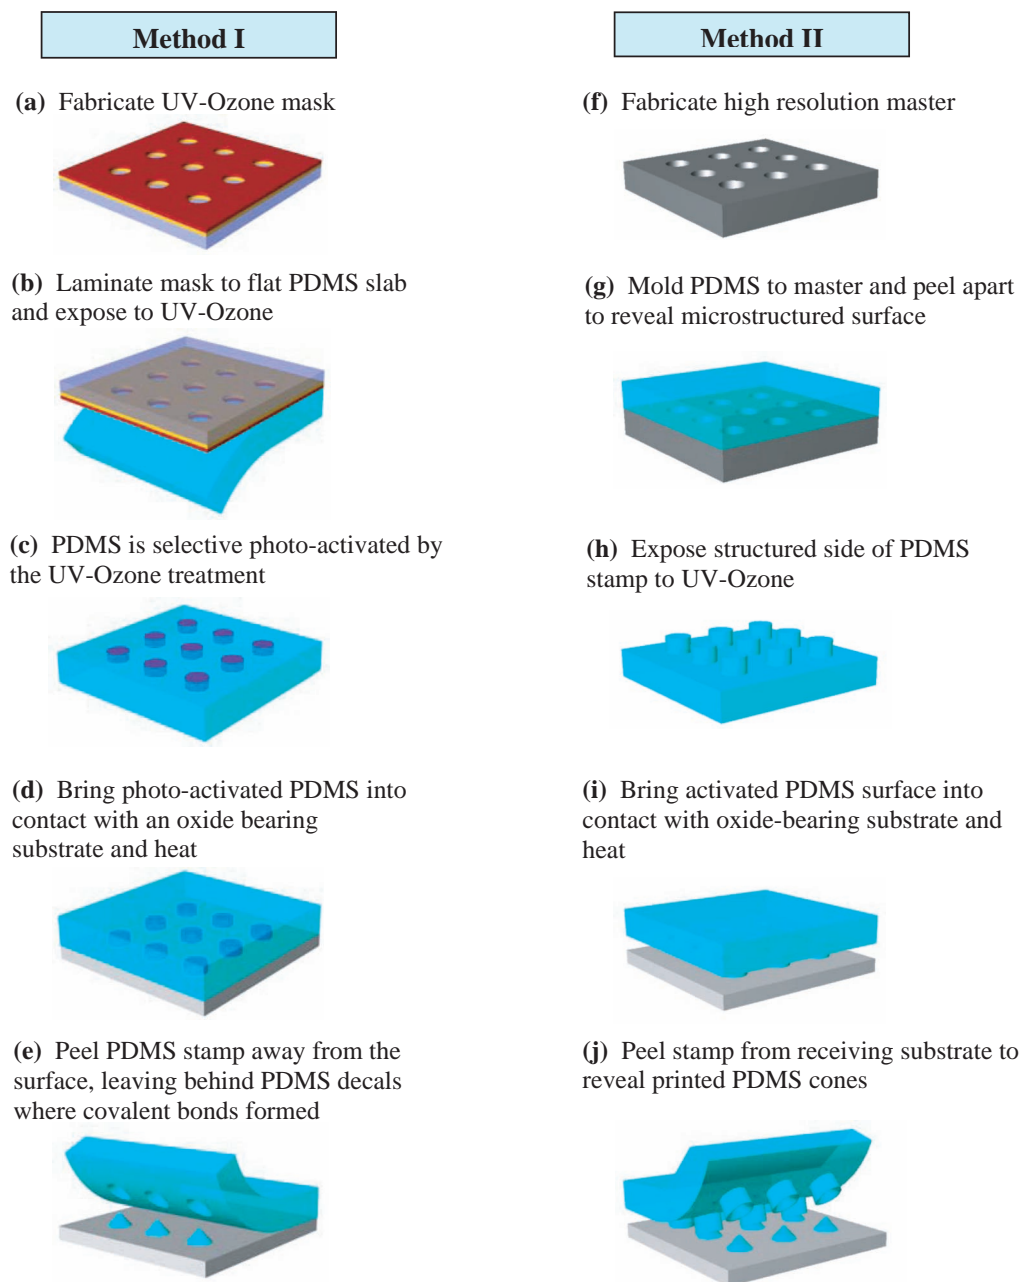 Method I
(a) Fabricate UV-Ozone mask
(b) Laminate mask to flat PDMS slab
and expose to UV-Ozone
(c) PDMS is selective photo-activated by
the UV-Ozone treatment
(d) Bring photo-activated PDMS into
contact with an oxide bearing
substrate and heat
(e) Peel PDMS stamp away from the
surface, leaving behind PDMS decals
where covalent bonds formed
Method II
(f) Fabricate high resolution master
(g) Mold PDMS to master and peel apart
to reveal microstructured surface
(h) Expose structured side of PDMS
stamp to UV-Ozone
(i) Bring activated PDMS surface into
contact with oxide-bearing substrate and
heat
(j) Peel stamp from receiving substrate to
reveal printed PDMS cones